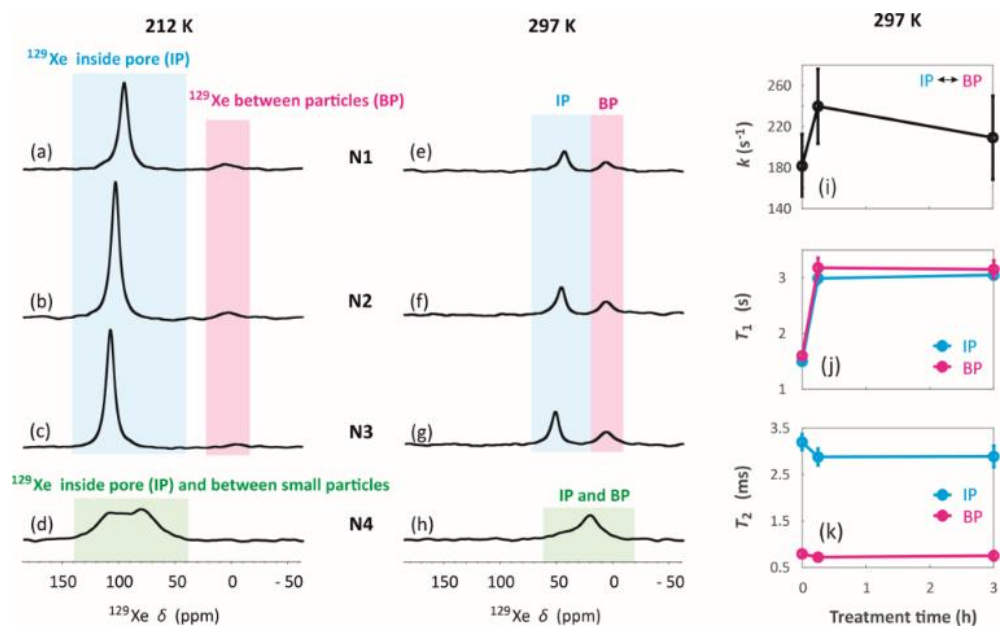 212 K
297 K
297 K
¹²⁹Xe inside pore (IP)
¹²⁹Xe between particles (BP)
IP
BP
(a)
N1
(e)
(b)
N2
(f)
(c)
N3
(g)
¹²⁹Xe inside pore (IP) and between small particles
IP and BP
(d)
N4
(h)
150 100 50 0 - 50
¹²⁹Xe δ (ppm)
150 100 50 0 - 50
¹²⁹Xe δ (ppm)
IP ↔ BP
260
220
180
140
k (s⁻¹)
(i)
3
2
1
T₁ (s)
IP
BP
(j)
3.5
2.5
1.5
0.5
T₂ (ms)
IP
BP
(k)
0 1 2 3
Treatment time (h)